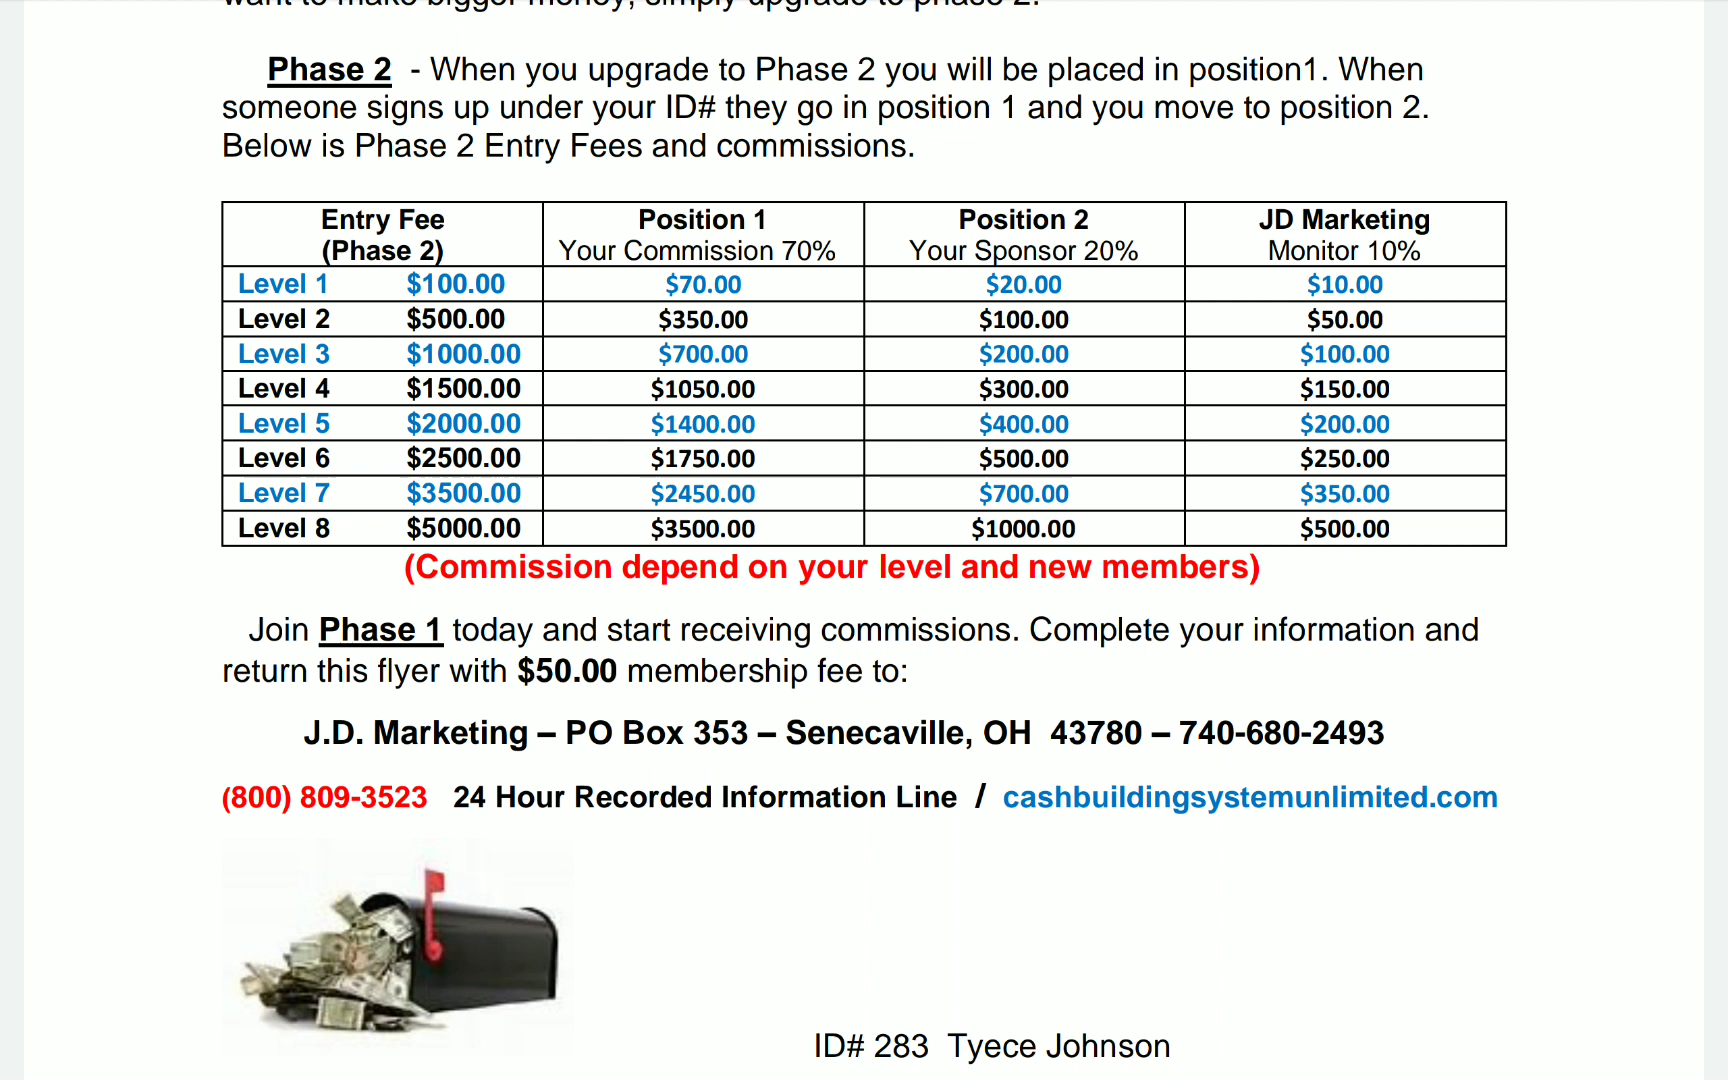 want to make bigger money, simply upgrade to phase 2.
Phase 2 - When you upgrade to Phase 2 you will be placed in position1. When
someone signs up under your ID# they go in position 1 and you move to position 2.
Below is Phase 2 Entry Fees and commissions.
Entry Fee Position 1 Position 2 JD Marketing
(Phase 2) Your Commission 70% Your Sponsor 20% Monitor 10%
Level 1 $100.00 $70.00 $20.00 $10.00
Level 2 $500.00 $350.00 $100.00 $50.00
Level 3 $1000.00 $700.00 $200.00 $100.00
Level 4 $1500.00 $1050.00 $300.00 $150.00
Level 5 $2000.00 $1400.00 $400.00 $200.00
Level 6 $2500.00 $1750.00 $500.00 $250.00
Level 7 $3500.00 $2450.00 $700.00 $350.00
Level 8 $5000.00 $3500.00 $1000.00 $500.00
(Commission depend on your level and new members)
Join Phase 1 today and start receiving commissions. Complete your information and
return this flyer with $50.00 membership fee to:
J.D. Marketing – PO Box 353 – Senecaville, OH 43780 – 740-680-2493
(800) 809-3523 24 Hour Recorded Information Line / cashbuildingsystemunlimited.com
ID# 283 Tyece Johnson